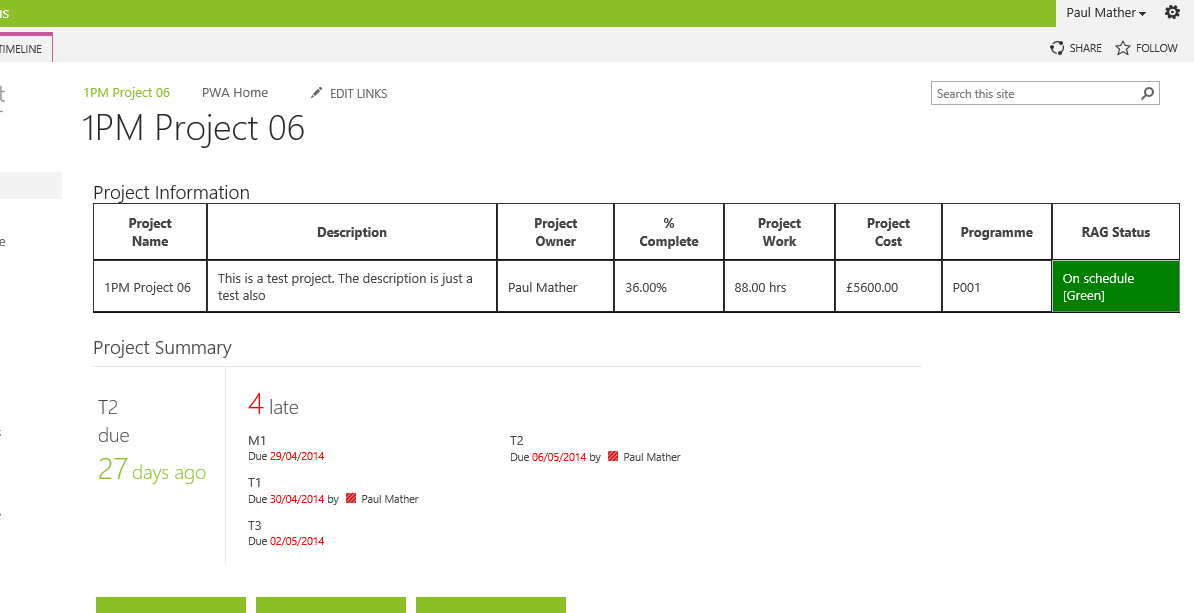 Paul Mather
TIMELINE
SHARE FOLLOW
1PM Project 06 PWA Home EDIT LINKS
Search this site
1PM Project 06
Project Information
Project Name Description Project Owner % Complete Project Work Project Cost Programme RAG Status
1PM Project 06 This is a test project. The description is just a test also Paul Mather 36.00% 88.00 hrs £5600.00 P001 On schedule [Green]
Project Summary
T2
due
27 days ago
4 late
M1
Due 29/04/2014
T2
Due 06/05/2014 by Paul Mather
T1
Due 30/04/2014 by Paul Mather
T3
Due 02/05/2014